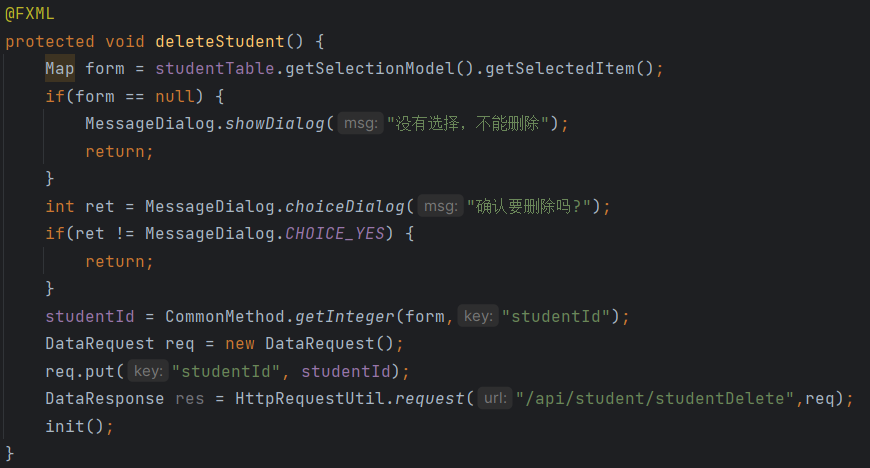 @FXML
protected void deleteStudent() {
    Map form = studentTable.getSelectionModel().getSelectedItem();
    if(form == null) {
        MessageDialog.showDialog( msg: "没有选择，不能删除");
        return;
    }
    int ret = MessageDialog.choiceDialog( msg: "确认要删除吗?");
    if(ret != MessageDialog.CHOICE_YES) {
        return;
    }
    studentId = CommonMethod.getInteger(form, key: "studentId");
    DataRequest req = new DataRequest();
    req.put( key: "studentId", studentId);
    DataResponse res = HttpRequestUtil.request( url: "/api/student/studentDelete",req);
    init();
}